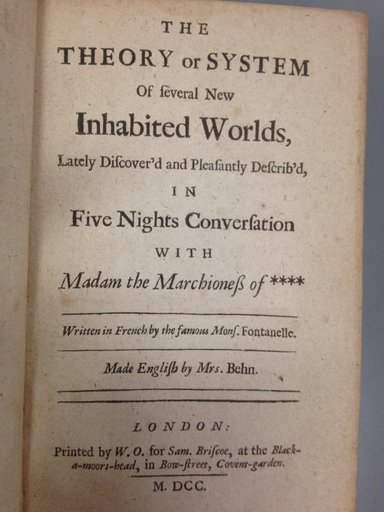 THE
THEORY or SYSTEM
Of ſeveral New
Inhabited Worlds,
Lately Diſcover'd and Pleaſantly Deſcrib'd,
IN
Five Nights Converſation
WITH
Madam the Marchioneſs of ****
Written in French by the famous Monſ. Fontanelle.
Made Engliſh by Mrs. Behn.
LONDON:
Printed by W. O. for Sam. Briſcoe, at the Black-
a-moors-head, in Bow-ſtreet, Covent-garden.
M. DCC.